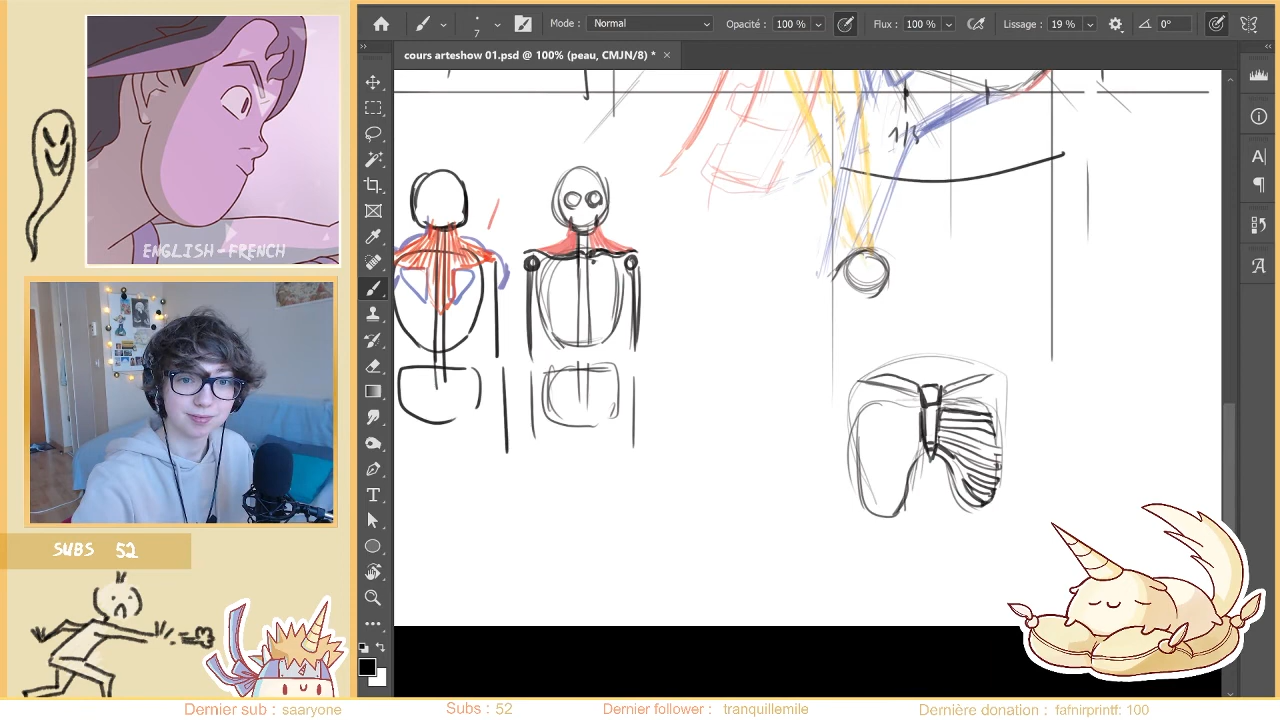 Mode : Normal Opacité : 100 % Flux : 100 % Lissage : 19 % 0°
7
cours arteshow 01.psd @ 100% (peau, CMJN/8) *
1/3
ENGLISH-FRENCH
SUBS 52
Dernier sub : saaryone Subs : 52 Dernier follower : tranquillemile Dernière donation : fafnirprintf: 100